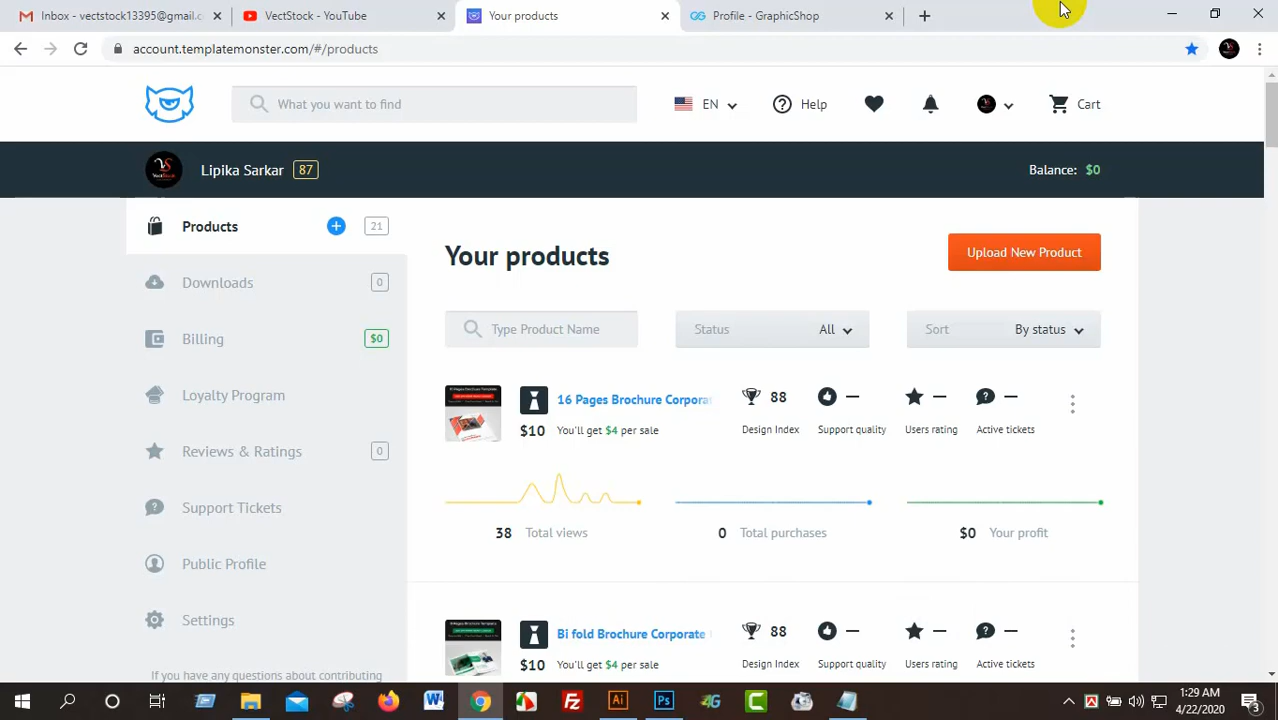 Inbox - vectstock13395@gmail.c
VectStock - YouTube
Your products
Profile - GraphicShop
account.templatemonster.com/#/products
What you want to find
EN
Help
Cart
Lipika Sarkar 87
Balance: $0
Products 21
Downloads 0
Billing $0
Loyalty Program
Reviews & Ratings 0
Support Tickets
Public Profile
Settings
If you have any questions about contributing
Your products
Upload New Product
Type Product Name
Status All
Sort By status
16 Pages Brochure Corpora
$10 You'll get $4 per sale
88
Design Index
Support quality
Users rating
Active tickets
38 Total views
0 Total purchases
$0 Your profit
Bi fold Brochure Corporate
$10 You'll get $4 per sale
88
Design Index
Support quality
Users rating
Active tickets
1:29 AM
4/22/2020
3